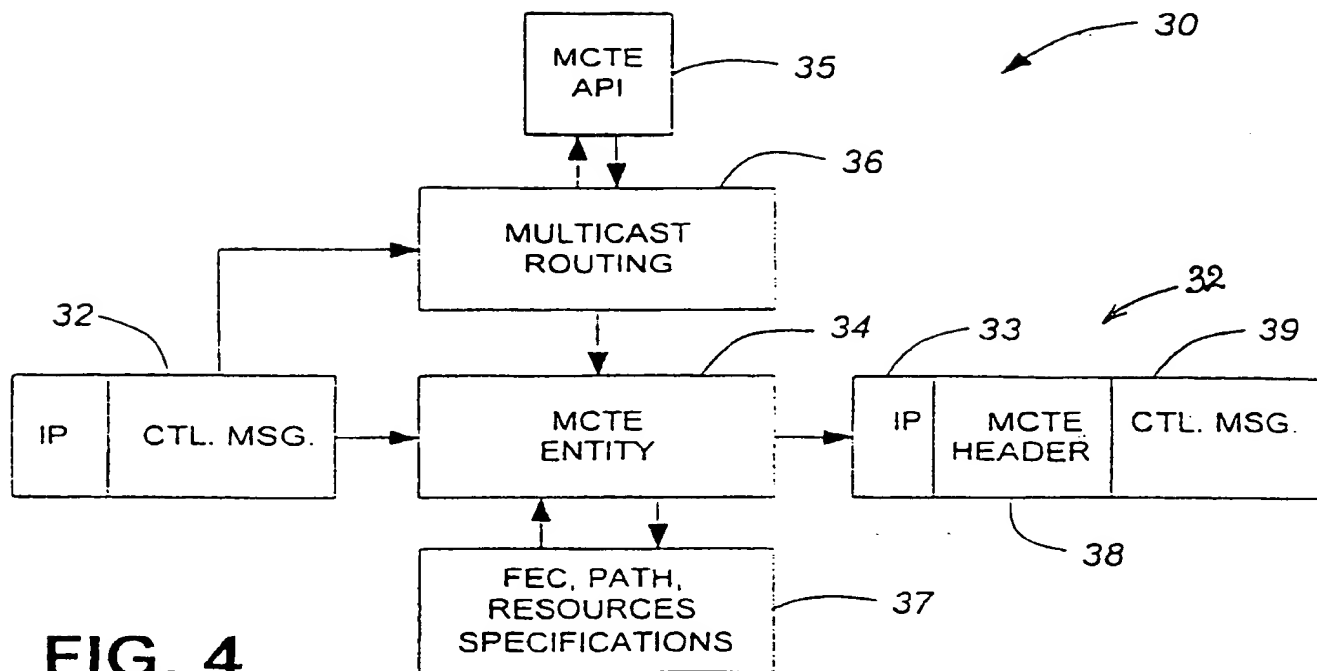 30
MCTE
API
35
36
MULTICAST
ROUTING
32
32
33
34
39
IP
CTL. MSG.
MCTE
ENTITY
IP
MCTE
HEADER
CTL. MSG.
38
FEC, PATH,
RESOURCES
SPECIFICATIONS
37
FIG. 4